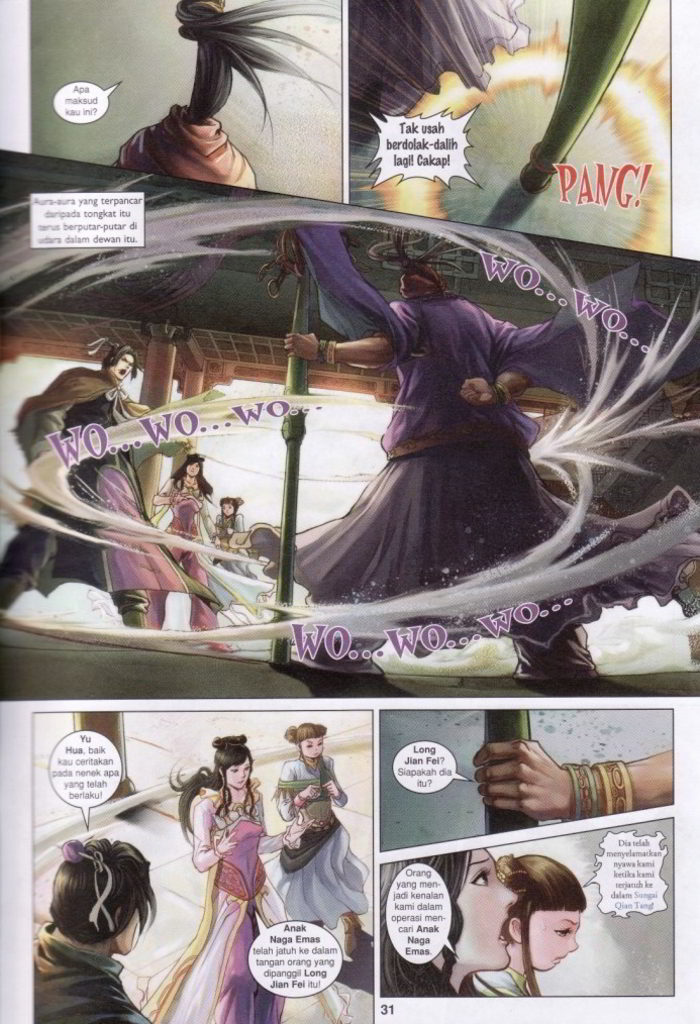 Apa
maksud
kau ini?
Tak usah
berdolak-dalih
lagi! Cakap!
PANG!
Aura-aura yang terpancar
daripada tongkat itu
terus berputar-putar di
udara dalam dewan itu.
WO... WO...
WO...WO...WO...
WO...WO...WO...
Yu
Hua, baik
kau ceritakan
pada nenek apa
yang telah
berlaku!
Anak
Naga Emas
telah jatuh ke dalam
tangan orang yang
dipanggil Long
Jian Fei itu!
Long
Jian Fei?
Siapakah dia
itu?
Orang
yang men-
jadi kenalan
kami dalam
operasi men-
cari Anak
Naga
Emas.
Dia telah
menyelamatkan
nyawa kami
ketika kami
terjatuh ke
dalam Sungai
Qian Tang!
31